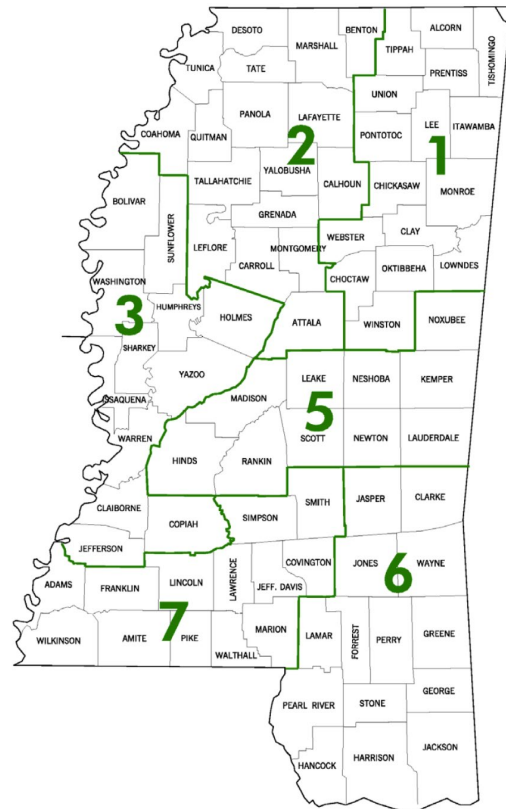 DESOTO
MARSHALL
BENTON
TIPPAH
ALCORN
TISHOMINGO
PRENTISS
TUNICA
TATE
UNION
PANOLA
LAFAYETTE
PONTOTOC
LEE
ITAWAMBA
COAHOMA
QUITMAN
2
1
YALOBUSHA
TALLAHATCHIE
CALHOUN
CHICKASAW
MONROE
BOLIVAR
SUNFLOWER
GRENADA
LEFLORE
MONTGOMERY
WEBSTER
CLAY
CARROLL
CHOCTAW
OKTIBBEHA
LOWNDES
WASHINGTON
3
HUMPHREYS
HOLMES
ATTALA
WINSTON
NOXUBEE
SHARKEY
YAZOO
LEAKE
NESHOBA
KEMPER
ISSAQUENA
MADISON
5
WARREN
HINDS
RANKIN
SCOTT
NEWTON
LAUDERDALE
CLAIBORNE
COPIAH
SIMPSON
SMITH
JASPER
CLARKE
JEFFERSON
COVINGTON
JONES
WAYNE
6
ADAMS
FRANKLIN
LINCOLN
LAWRENCE
JEFF. DAVIS
7
WILKINSON
AMITE
PIKE
WALTHALL
MARION
LAMAR
FORREST
PERRY
GREENE
PEARL RIVER
STONE
GEORGE
HANCOCK
HARRISON
JACKSON